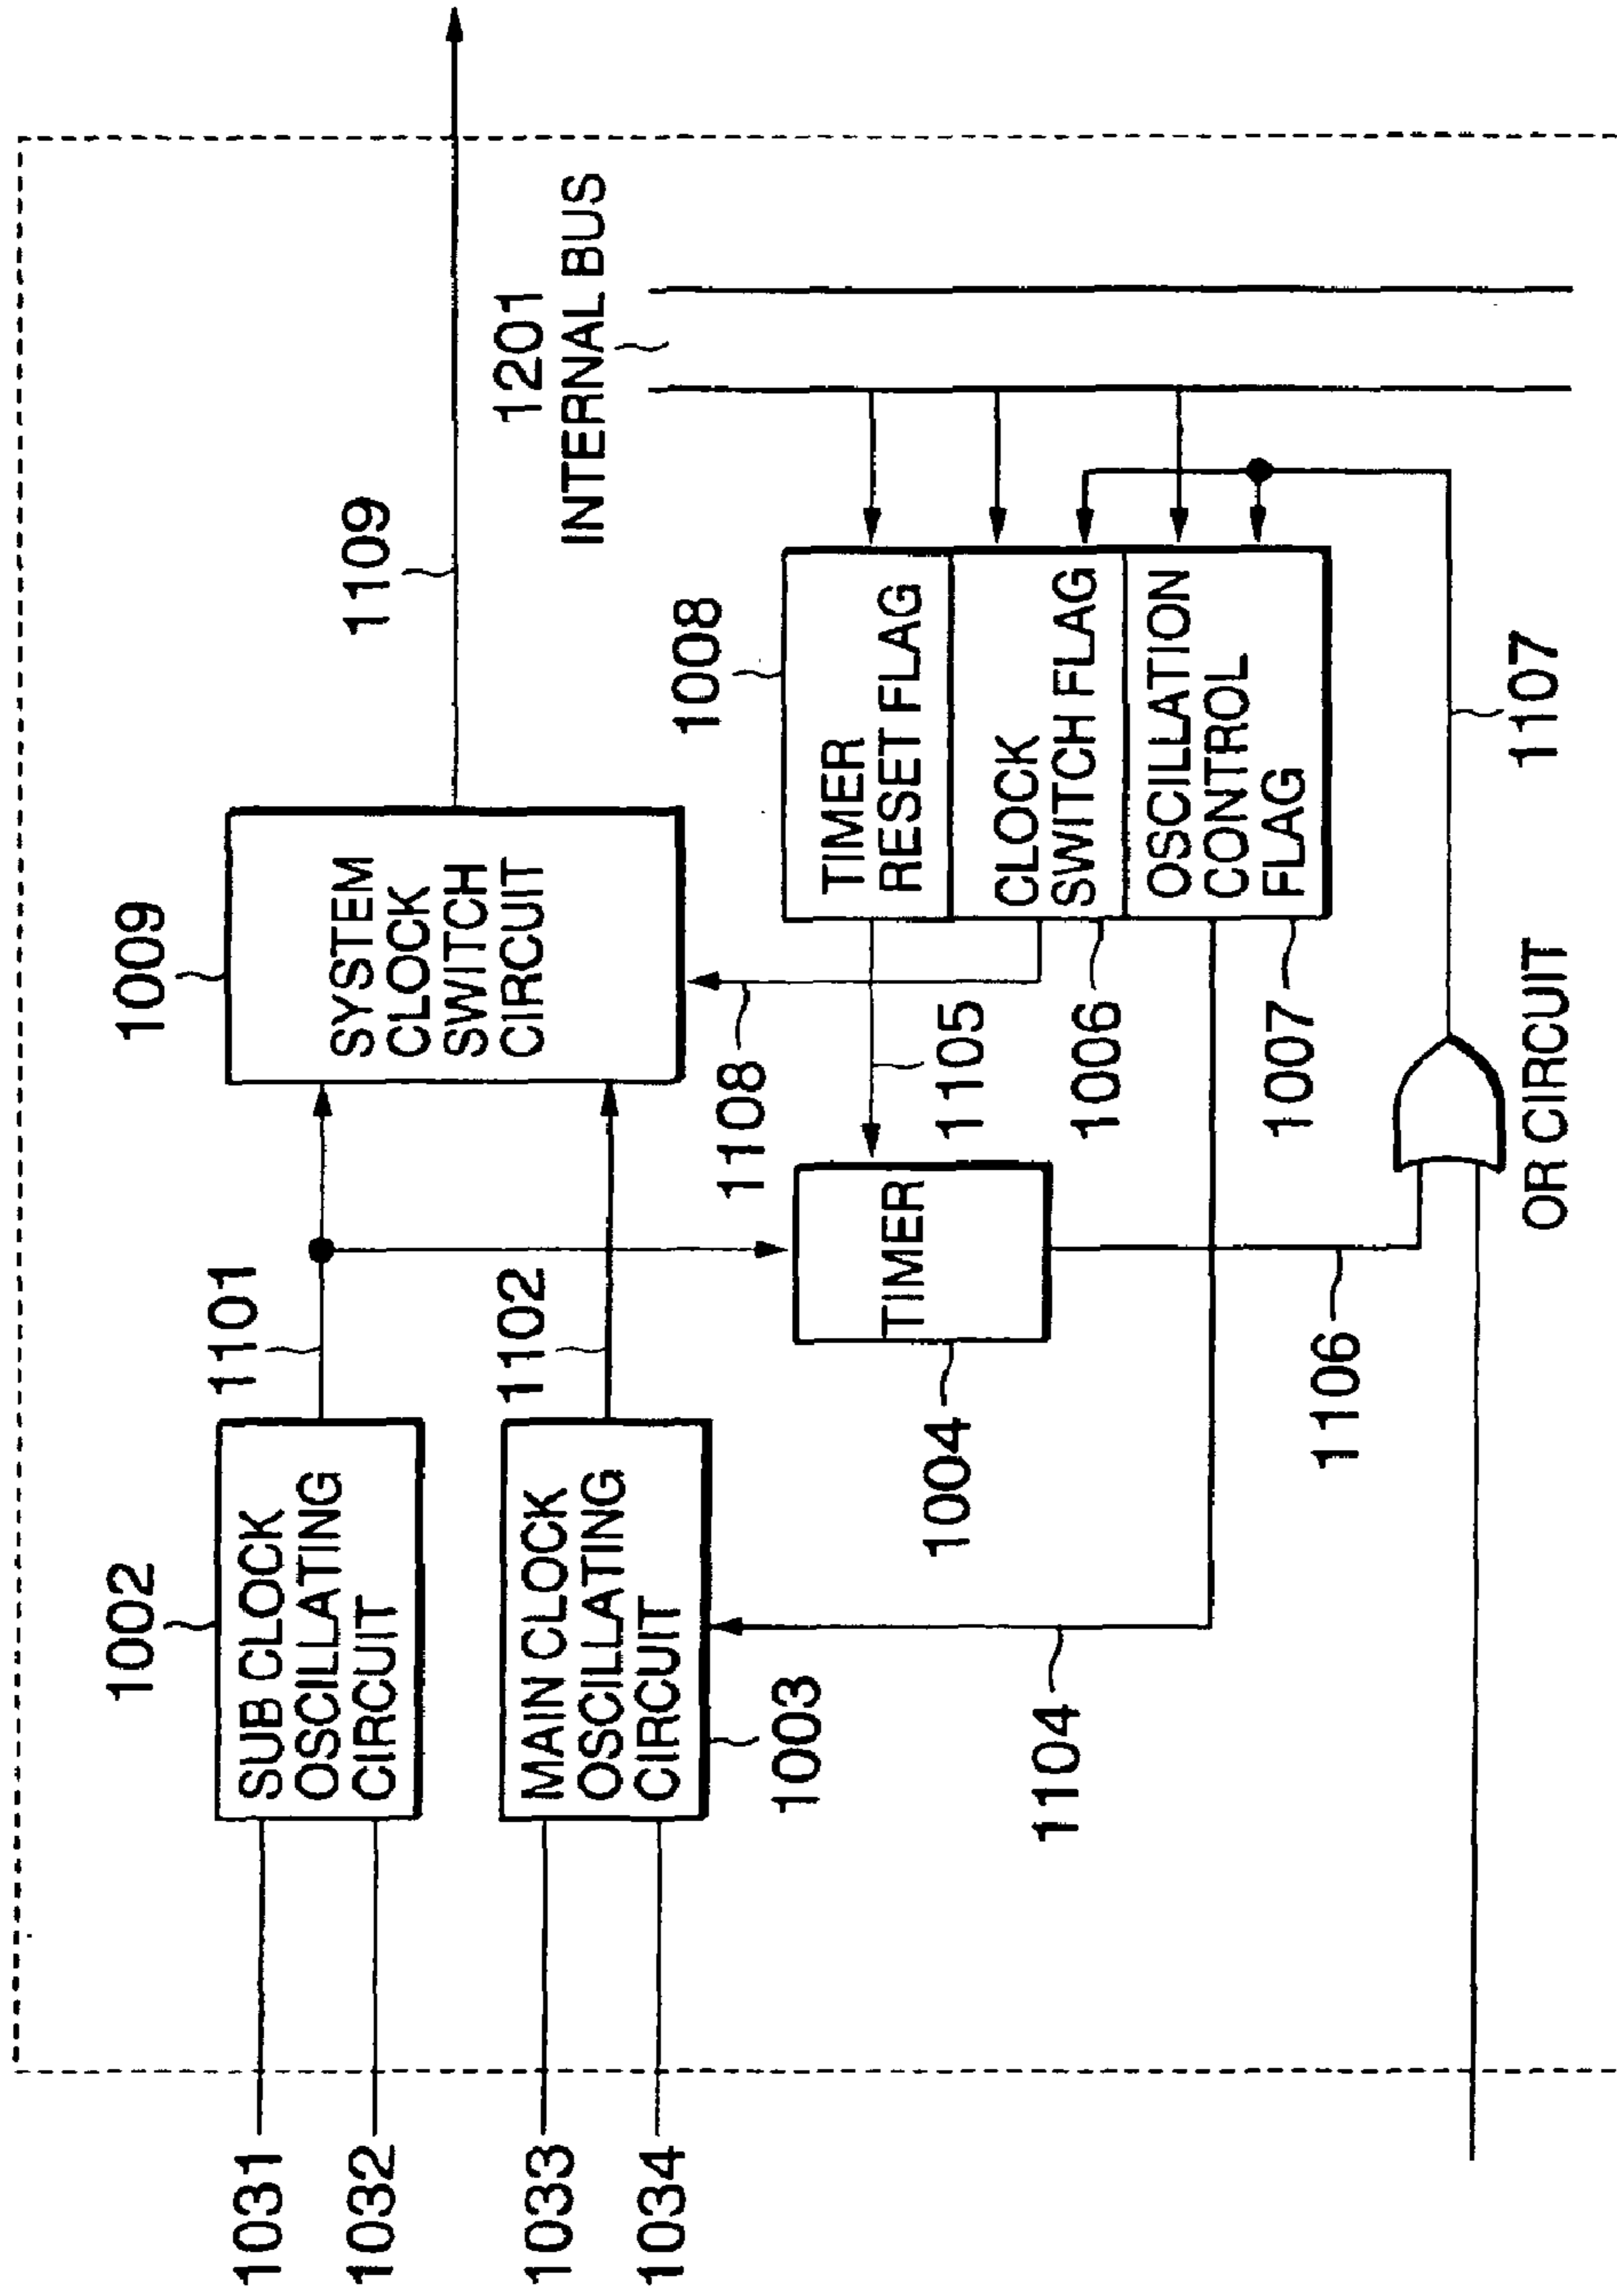 1031
1032
1033
1034
1002
SUB CLOCK
OSCILLATING
CIRCUIT
MAIN CLOCK
OSCILLATING
CIRCUIT
1003
1101
1102
1104
1009
SYSTEM
CLOCK
SWITCH
CIRCUIT
1108
TIMER
1004
1105
1106
1109
1201
INTERNAL BUS
1008
TIMER
RESET FLAG
CLOCK
SWITCH FLAG
OSCILLATION
CONTROL
FLAG
1006
1007
1107
OR CIRCUIT